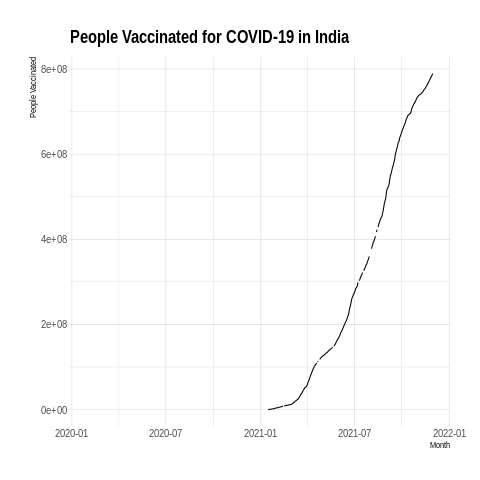 People Vaccinated for COVID-19 in India
People Vaccinated
8e+08
6e+08
4e+08
2e+08
0e+00
2020-01 2020-07 2021-01 2021-07 2022-01
Month